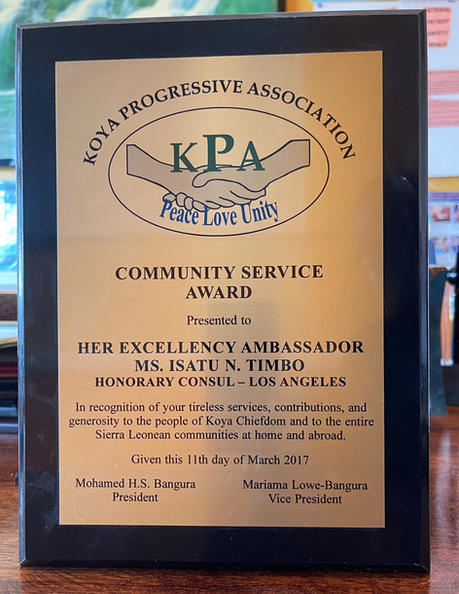 KOYA PROGRESSIVE ASSOCIATION
KPA
Peace Love Unity
COMMUNITY SERVICE
AWARD
Presented to
HER EXCELLENCY AMBASSADOR
MS. ISATU N. TIMBO
HONORARY CONSUL – LOS ANGELES
In recognition of your tireless services, contributions, and
generosity to the people of Koya Chiefdom and to the entire
Sierra Leonean communities at home and abroad.
Given this 11th day of March 2017
Mohamed H.S. Bangura
President
Mariama Lowe-Bangura
Vice President